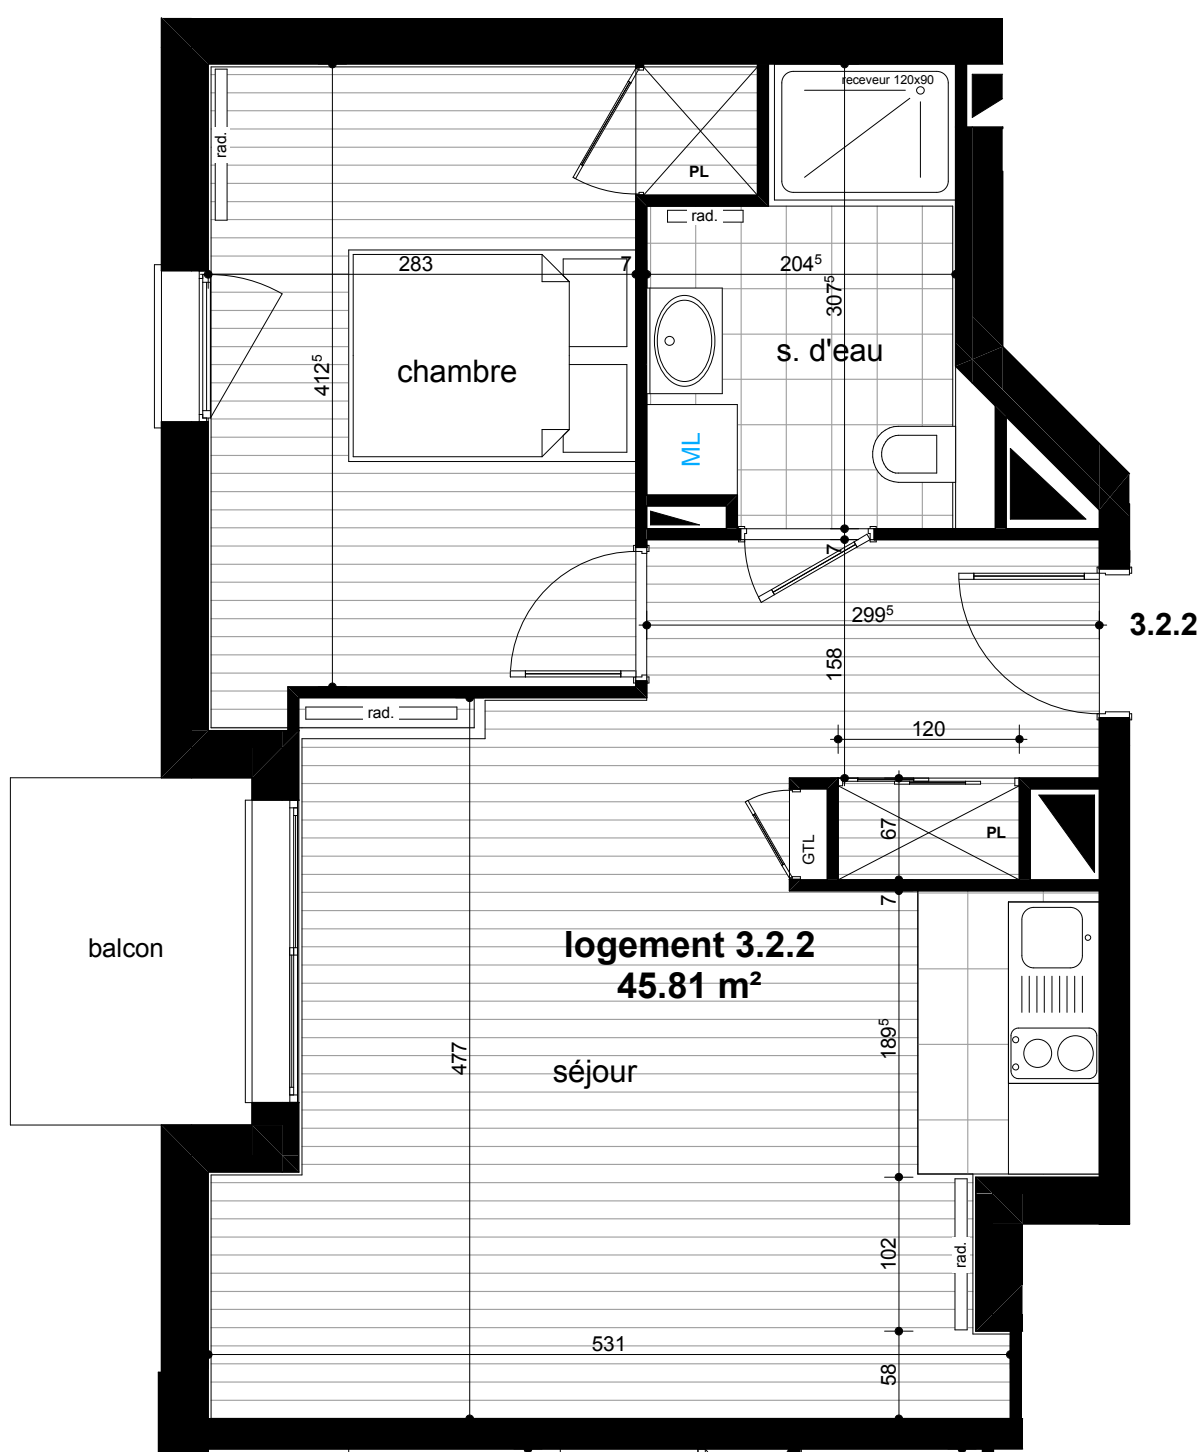 receveur 120x90
rad.
PL
rad.
283
7
204⁵
307⁵
412⁵
chambre
s. d'eau
ML
7
299⁵
3.2.2
158
rad.
120
67
PL
GTL
7
balcon
logement 3.2.2
45.81 m²
189⁵
477
séjour
102
rad.
531
58